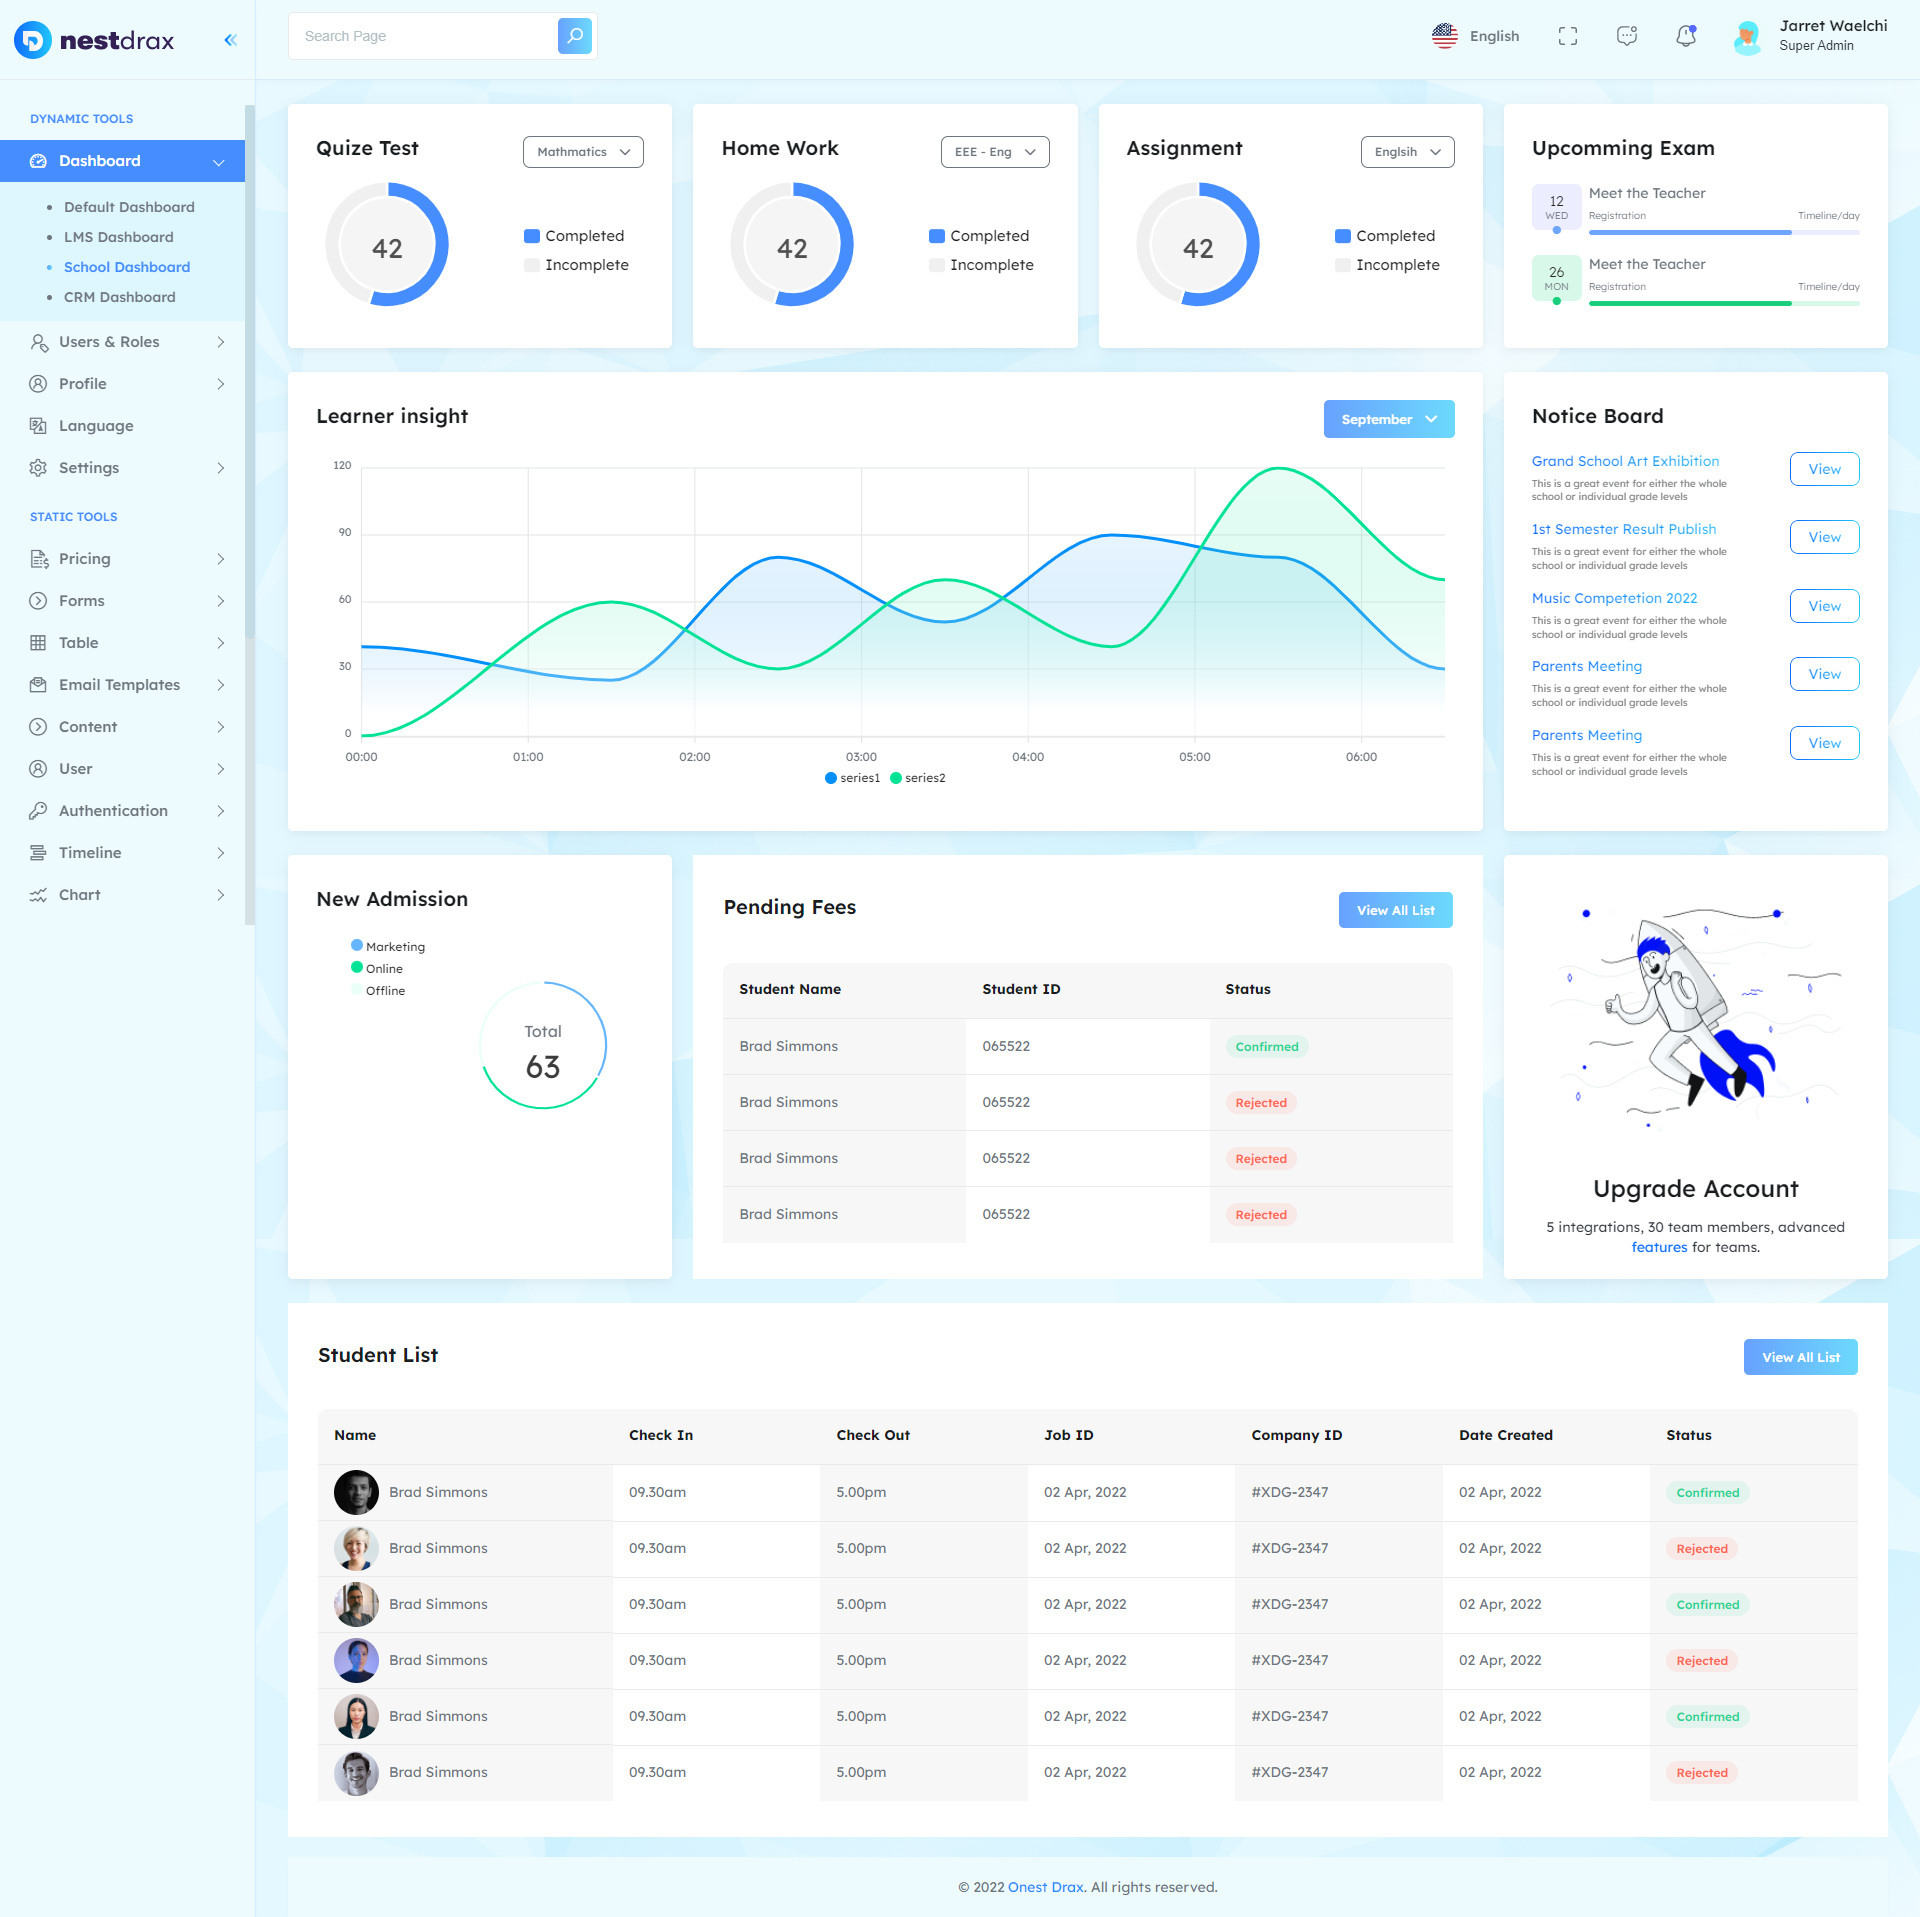 nestdrax
Search Page
English
Jarret Waelchi
Super Admin
DYNAMIC TOOLS
Dashboard
Default Dashboard
LMS Dashboard
School Dashboard
CRM Dashboard
Users & Roles
Profile
Language
Settings
STATIC TOOLS
Pricing
Forms
Table
Email Templates
Content
User
Authentication
Timeline
Chart
Quize Test
Mathmatics
42
Completed
Incomplete
Home Work
EEE - Eng
42
Completed
Incomplete
Assignment
Englsih
42
Completed
Incomplete
Upcomming Exam
12
WED
Meet the Teacher
Registration
Timeline/day
26
MON
Meet the Teacher
Registration
Timeline/day
Learner insight
September
120
90
60
30
0
00:00 01:00 02:00 03:00 04:00 05:00 06:00
series1 series2
Notice Board
Grand School Art Exhibition
This is a great event for either the whole
school or individual grade levels
View
1st Semester Result Publish
This is a great event for either the whole
school or individual grade levels
View
Music Competetion 2022
This is a great event for either the whole
school or individual grade levels
View
Parents Meeting
This is a great event for either the whole
school or individual grade levels
View
Parents Meeting
This is a great event for either the whole
school or individual grade levels
View
New Admission
Marketing
Online
Offline
Total
63
Pending Fees
View All List
Student Name Student ID Status
Brad Simmons 065522 Confirmed
Brad Simmons 065522 Rejected
Brad Simmons 065522 Rejected
Brad Simmons 065522 Rejected
Upgrade Account
5 integrations, 30 team members, advanced
features for teams.
Student List
View All List
Name Check In Check Out Job ID Company ID Date Created Status
Brad Simmons 09.30am 5.00pm 02 Apr, 2022 #XDG-2347 02 Apr, 2022 Confirmed
Brad Simmons 09.30am 5.00pm 02 Apr, 2022 #XDG-2347 02 Apr, 2022 Rejected
Brad Simmons 09.30am 5.00pm 02 Apr, 2022 #XDG-2347 02 Apr, 2022 Confirmed
Brad Simmons 09.30am 5.00pm 02 Apr, 2022 #XDG-2347 02 Apr, 2022 Rejected
Brad Simmons 09.30am 5.00pm 02 Apr, 2022 #XDG-2347 02 Apr, 2022 Confirmed
Brad Simmons 09.30am 5.00pm 02 Apr, 2022 #XDG-2347 02 Apr, 2022 Rejected
© 2022 Onest Drax. All rights reserved.